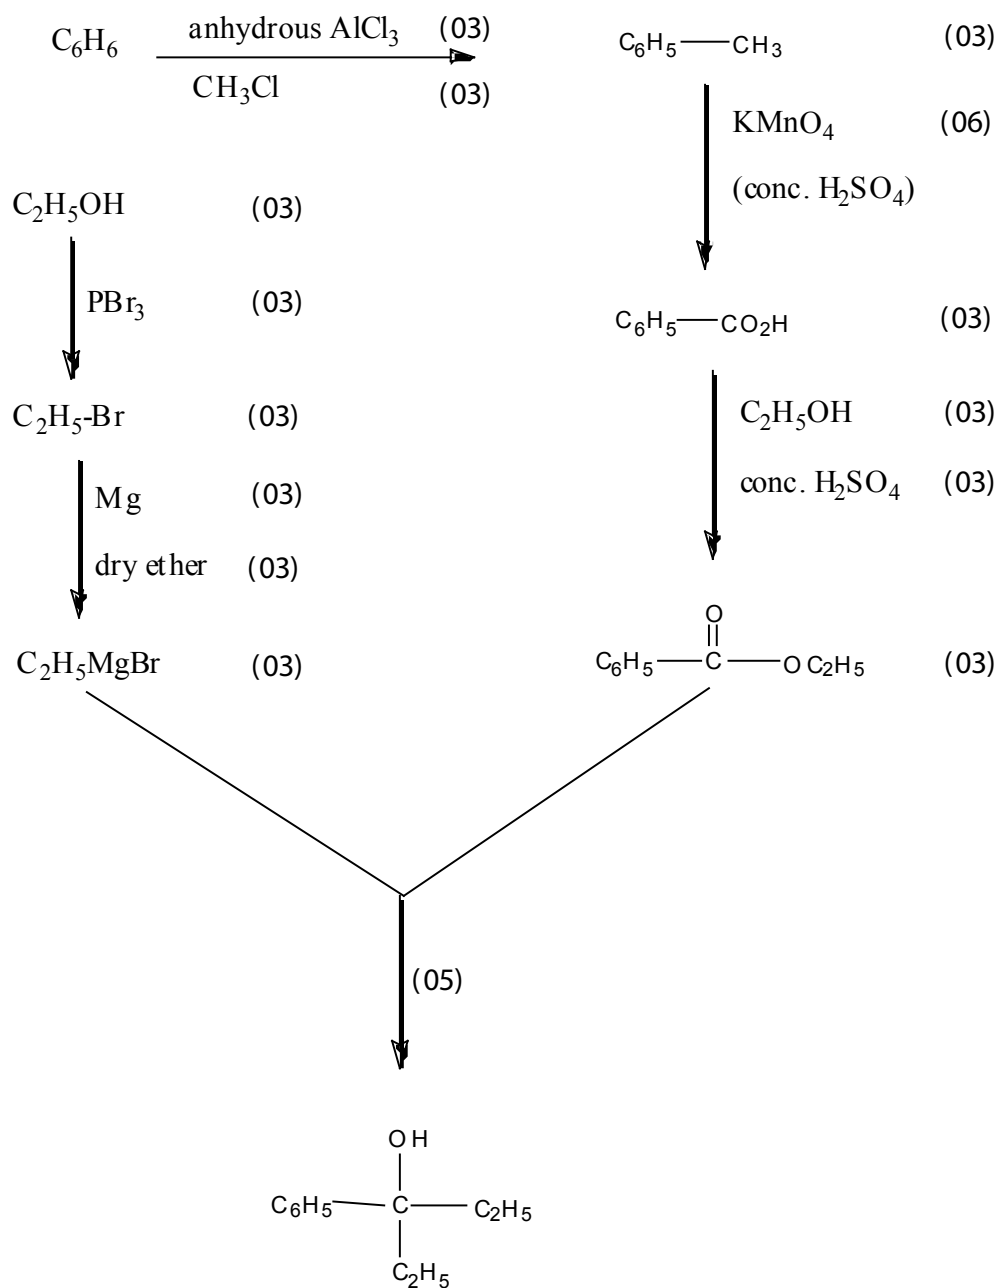 C₆H₆ anhydrous AlCl₃ (03) C₆H₅—CH₃ (03)
CH₃Cl (03)
KMnO₄ (06)
(conc. H₂SO₄)
C₂H₅OH (03)
PBr₃ (03)
C₆H₅—CO₂H (03)
C₂H₅-Br (03)
C₂H₅OH (03)
Mg (03)
conc. H₂SO₄ (03)
dry ether (03)
O
C₂H₅MgBr (03)
C₆H₅—C—OC₂H₅ (03)
(05)
OH
C₆H₅—C—C₂H₅
C₂H₅